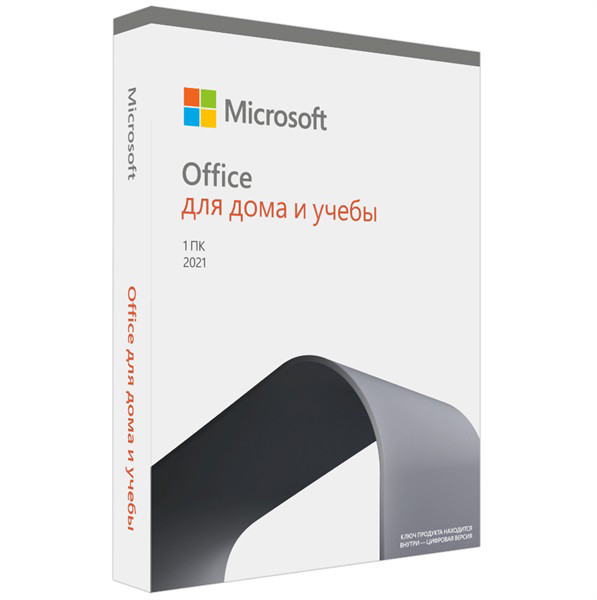 Microsoft
Office
для дома и учебы
1 ПК
2021
Microsoft
Office для дома и учебы
КЛЮЧ ПРОДУКТА НАХОДИТСЯ
ВНУТРИ — ЦИФРОВАЯ ВЕРСИЯ